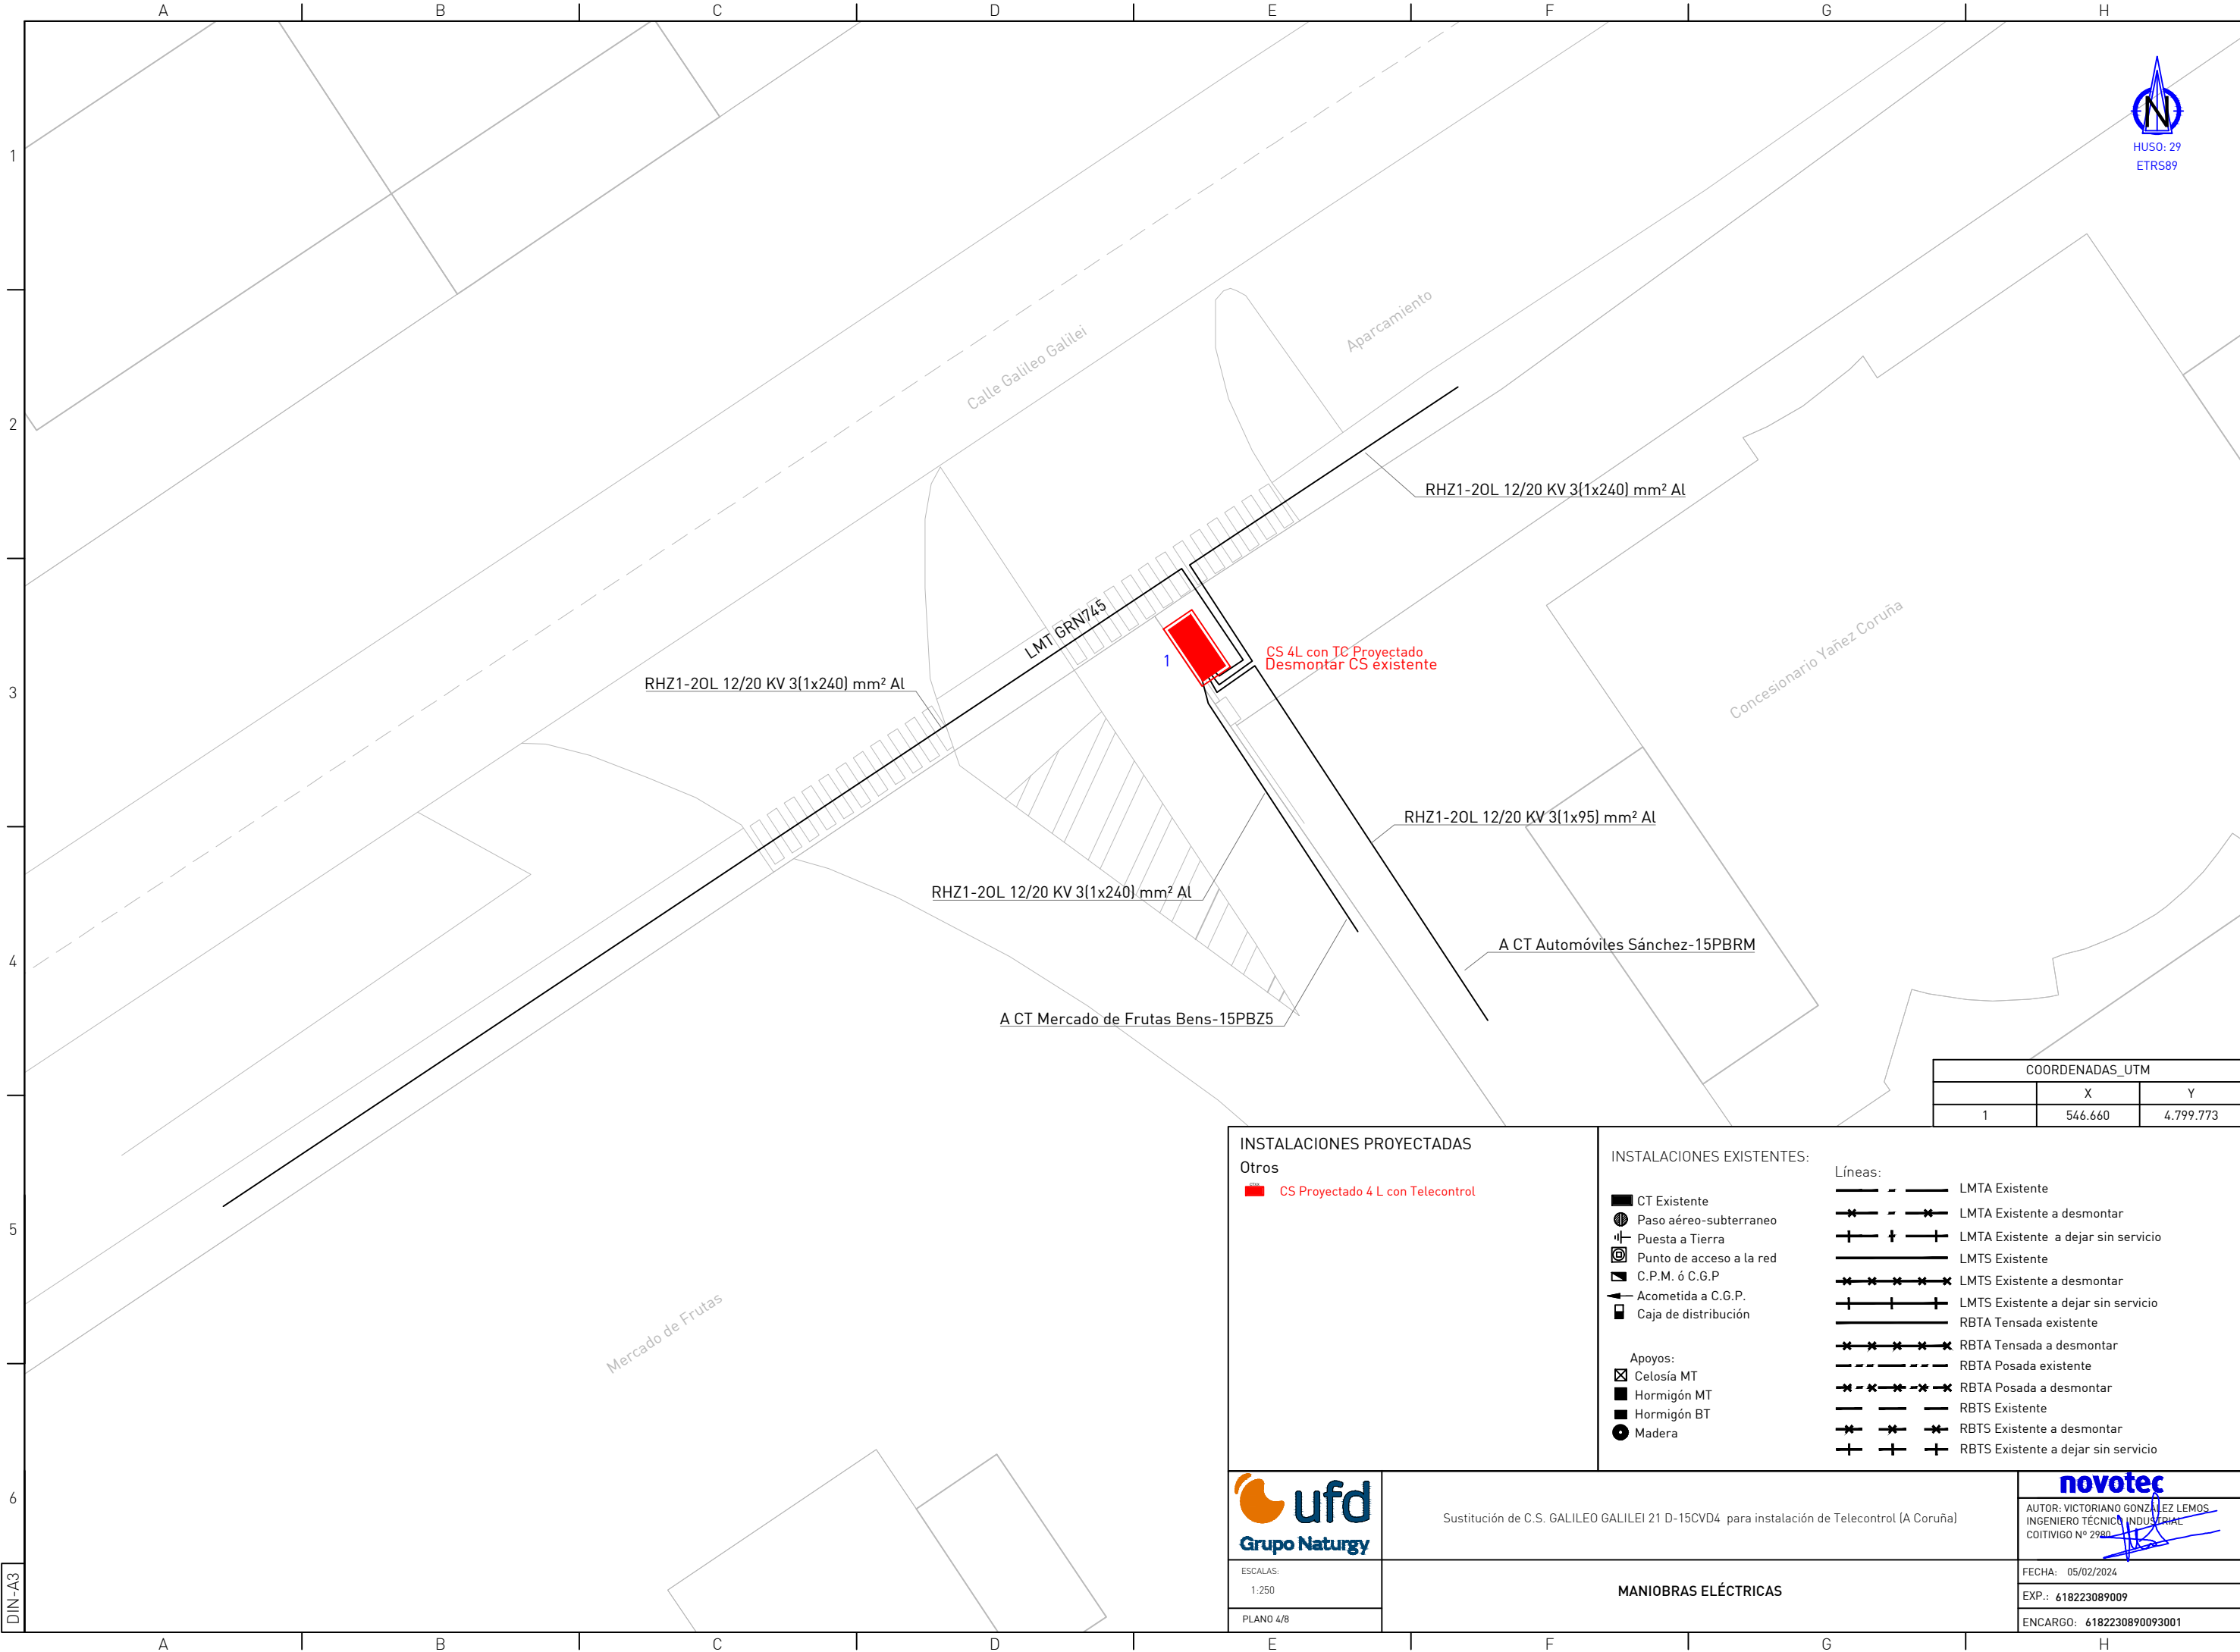 A B C D E F G H
1
2
3
4
5
6
DIN-A3
N
HUSO: 29
ETRS89
Calle Galileo Galilei
Aparcamiento
RHZ1-2OL 12/20 KV 3(1x240) mm² Al
LMT GRN745
1
CS 4L con TC Proyectado
Desmontar CS existente
Concesionario Yañez Coruña
RHZ1-2OL 12/20 KV 3(1x240) mm² Al
RHZ1-2OL 12/20 KV 3(1x95) mm² Al
RHZ1-2OL 12/20 KV 3(1x240) mm² Al
A CT Automóviles Sánchez-15PBRM
A CT Mercado de Frutas Bens-15PBZ5
Mercado de Frutas
COORDENADAS_UTM
X Y
1 546.660 4.799.773
INSTALACIONES PROYECTADAS
Otros
CS Proyectado 4 L con Telecontrol
INSTALACIONES EXISTENTES:
CT Existente
Paso aéreo-subterraneo
Puesta a Tierra
Punto de acceso a la red
C.P.M. ó C.G.P
Acometida a C.G.P.
Caja de distribución
Apoyos:
Celosía MT
Hormigón MT
Hormigón BT
Madera
Líneas:
LMTA Existente
LMTA Existente a desmontar
LMTA Existente a dejar sin servicio
LMTS Existente
LMTS Existente a desmontar
LMTS Existente a dejar sin servicio
RBTA Tensada existente
RBTA Tensada a desmontar
RBTA Posada existente
RBTA Posada a desmontar
RBTS Existente
RBTS Existente a desmontar
RBTS Existente a dejar sin servicio
ufd
Grupo Naturgy
Sustitución de C.S. GALILEO GALILEI 21 D-15CVD4 para instalación de Telecontrol (A Coruña)
novotec
AUTOR: VICTORIANO GONZÁLEZ LEMOS
INGENIERO TÉCNICO INDUSTRIAL
COITIVIGO Nº 2980
ESCALAS:
1:250
PLANO 4/8
MANIOBRAS ELÉCTRICAS
FECHA: 05/02/2024
EXP.: 618223089009
ENCARGO: 6182230890093001
A B C D E F G H